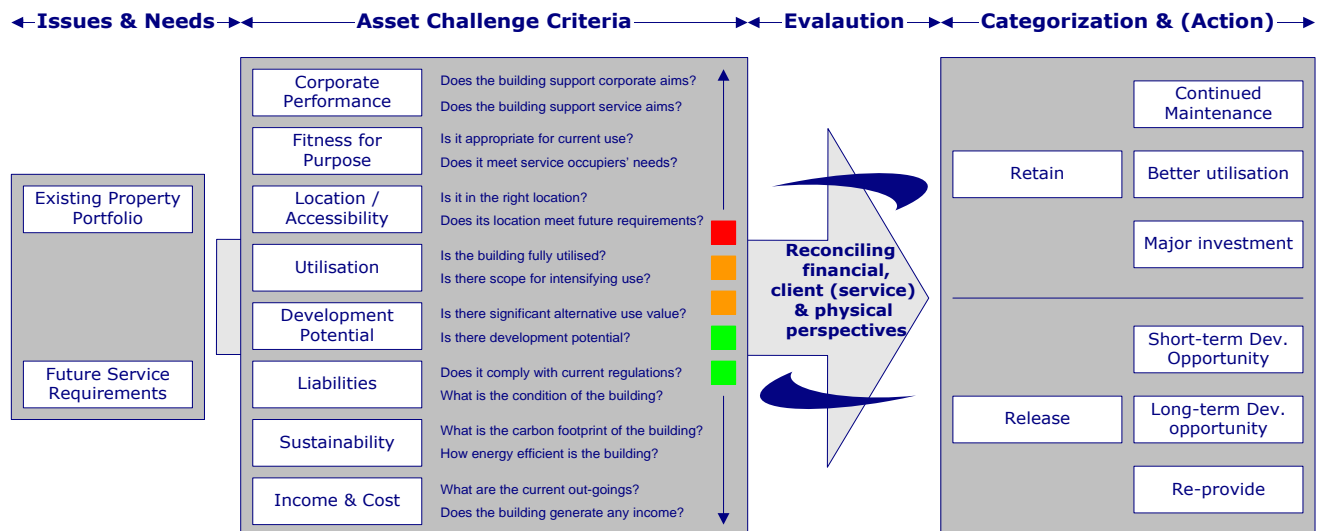 Issues & Needs
Asset Challenge Criteria
Evalaution
Categorization & (Action)
Existing Property
Portfolio
Future Service
Requirements
Corporate
Performance
Does the building support corporate aims?
Does the building support service aims?
Fitness for
Purpose
Is it appropriate for current use?
Does it meet service occupiers' needs?
Location /
Accessibility
Is it in the right location?
Does its location meet future requirements?
Utilisation
Is the building fully utilised?
Is there scope for intensifying use?
Development
Potential
Is there significant alternative use value?
Is there development potential?
Liabilities
Does it comply with current regulations?
What is the condition of the building?
Sustainability
What is the carbon footprint of the building?
How energy efficient is the building?
Income & Cost
What are the current out-goings?
Does the building generate any income?
Reconciling
financial,
client (service)
& physical
perspectives
Retain
Continued
Maintenance
Better utilisation
Major investment
Release
Short-term Dev.
Opportunity
Long-term Dev.
opportunity
Re-provide